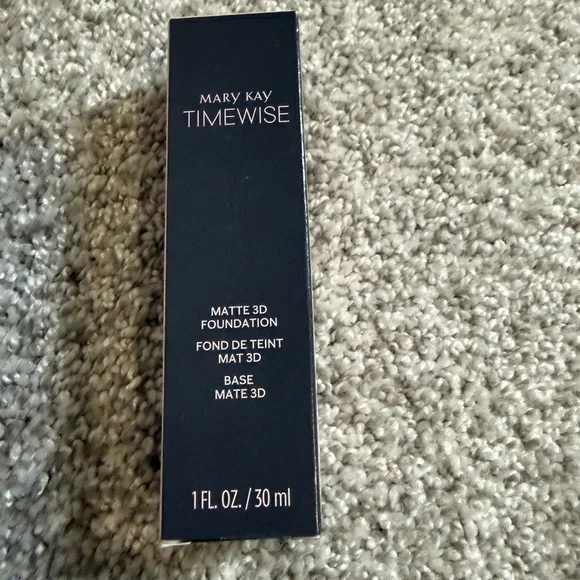 MARY KAY
TIMEWISE
MATTE 3D
FOUNDATION
FOND DE TEINT
MAT 3D
BASE
MATE 3D
1 FL. OZ. / 30 ml